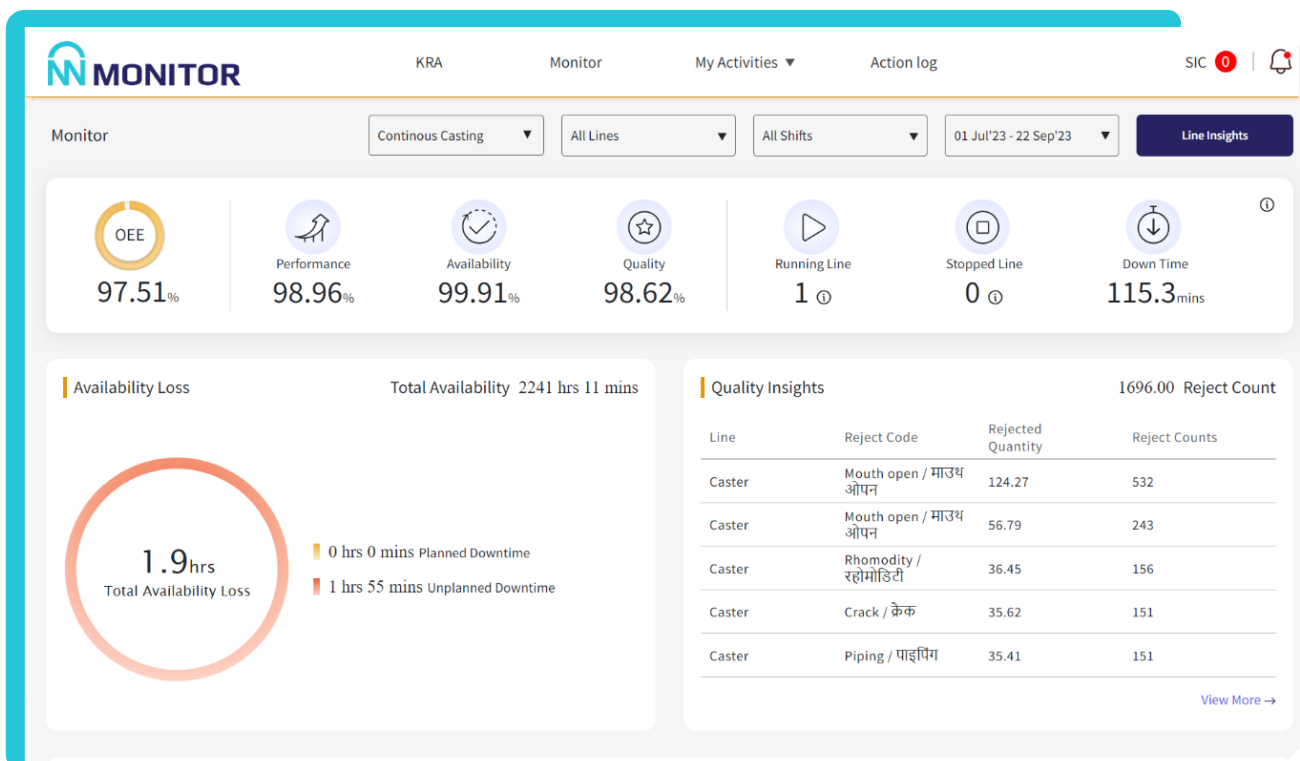 MONITOR
KRA Monitor My Activities ▼ Action log SIC 0
Monitor Continous Casting ▼ All Lines ▼ All Shifts ▼ 01 Jul'23 - 22 Sep'23 ▼ Line Insights
OEE
Performance Availability Quality Running Line Stopped Line Down Time
97.51% 98.96% 99.91% 98.62% 1 0 115.3mins
Availability Loss Total Availability 2241 hrs 11 mins
1.9hrs
Total Availability Loss
0 hrs 0 mins Planned Downtime
1 hrs 55 mins Unplanned Downtime
Quality Insights 1696.00 Reject Count
Line Reject Code Rejected Quantity Reject Counts
Caster Mouth open / माउथ ओपन 124.27 532
Caster Mouth open / माउथ ओपन 56.79 243
Caster Rhomodity / रहोमोडिटी 36.45 156
Caster Crack / क्रेक 35.62 151
Caster Piping / पाइपिंग 35.41 151
View More →